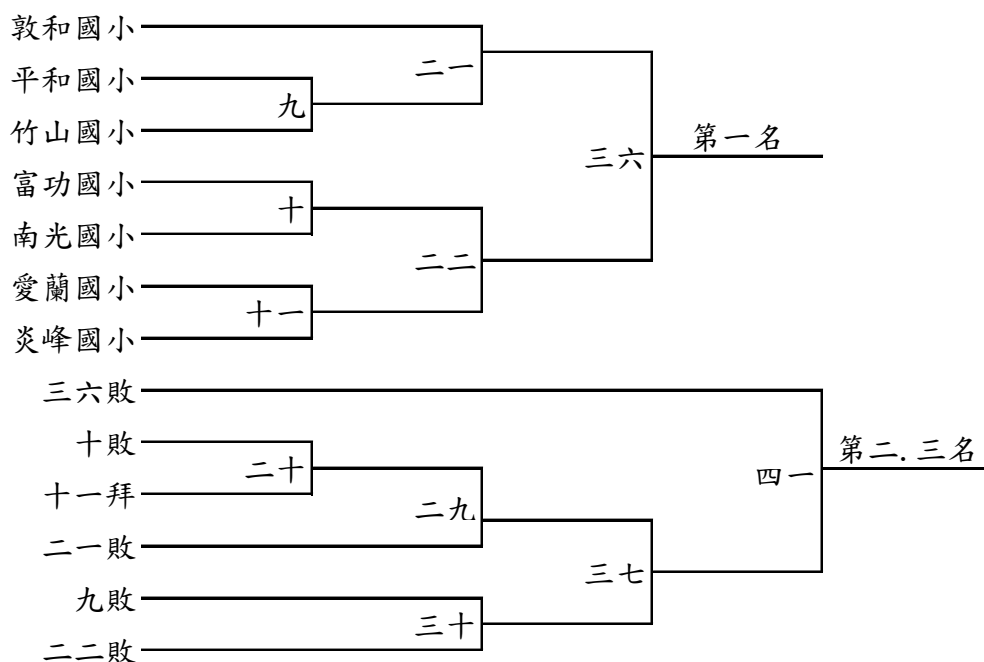 敦和國小
二一
平和國小
九
竹山國小
第一名
三六
富功國小
十
南光國小
二二
愛蘭國小
十一
炎峰國小
三六敗
十敗
第二.三名
二十
四一
十一拜
二九
二一敗
三七
九敗
三十
二二敗